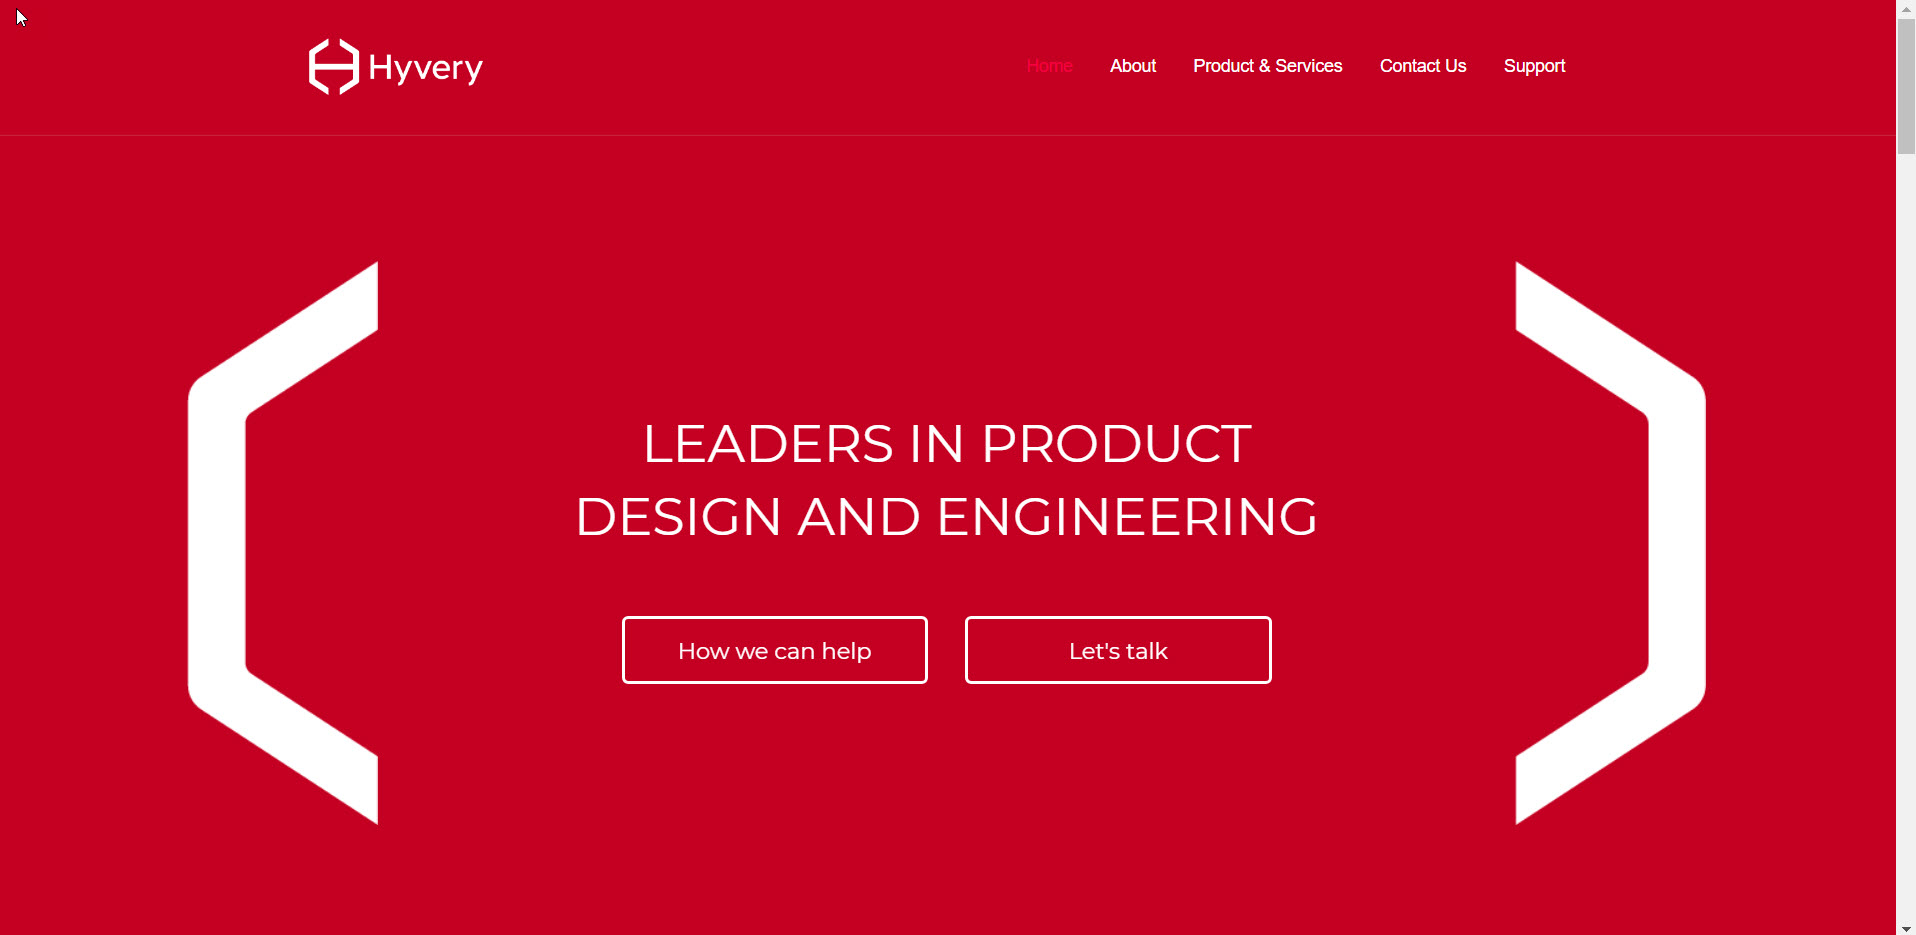 Hyvery
Home About Product & Services Contact Us Support
LEADERS IN PRODUCT
DESIGN AND ENGINEERING
How we can help
Let's talk